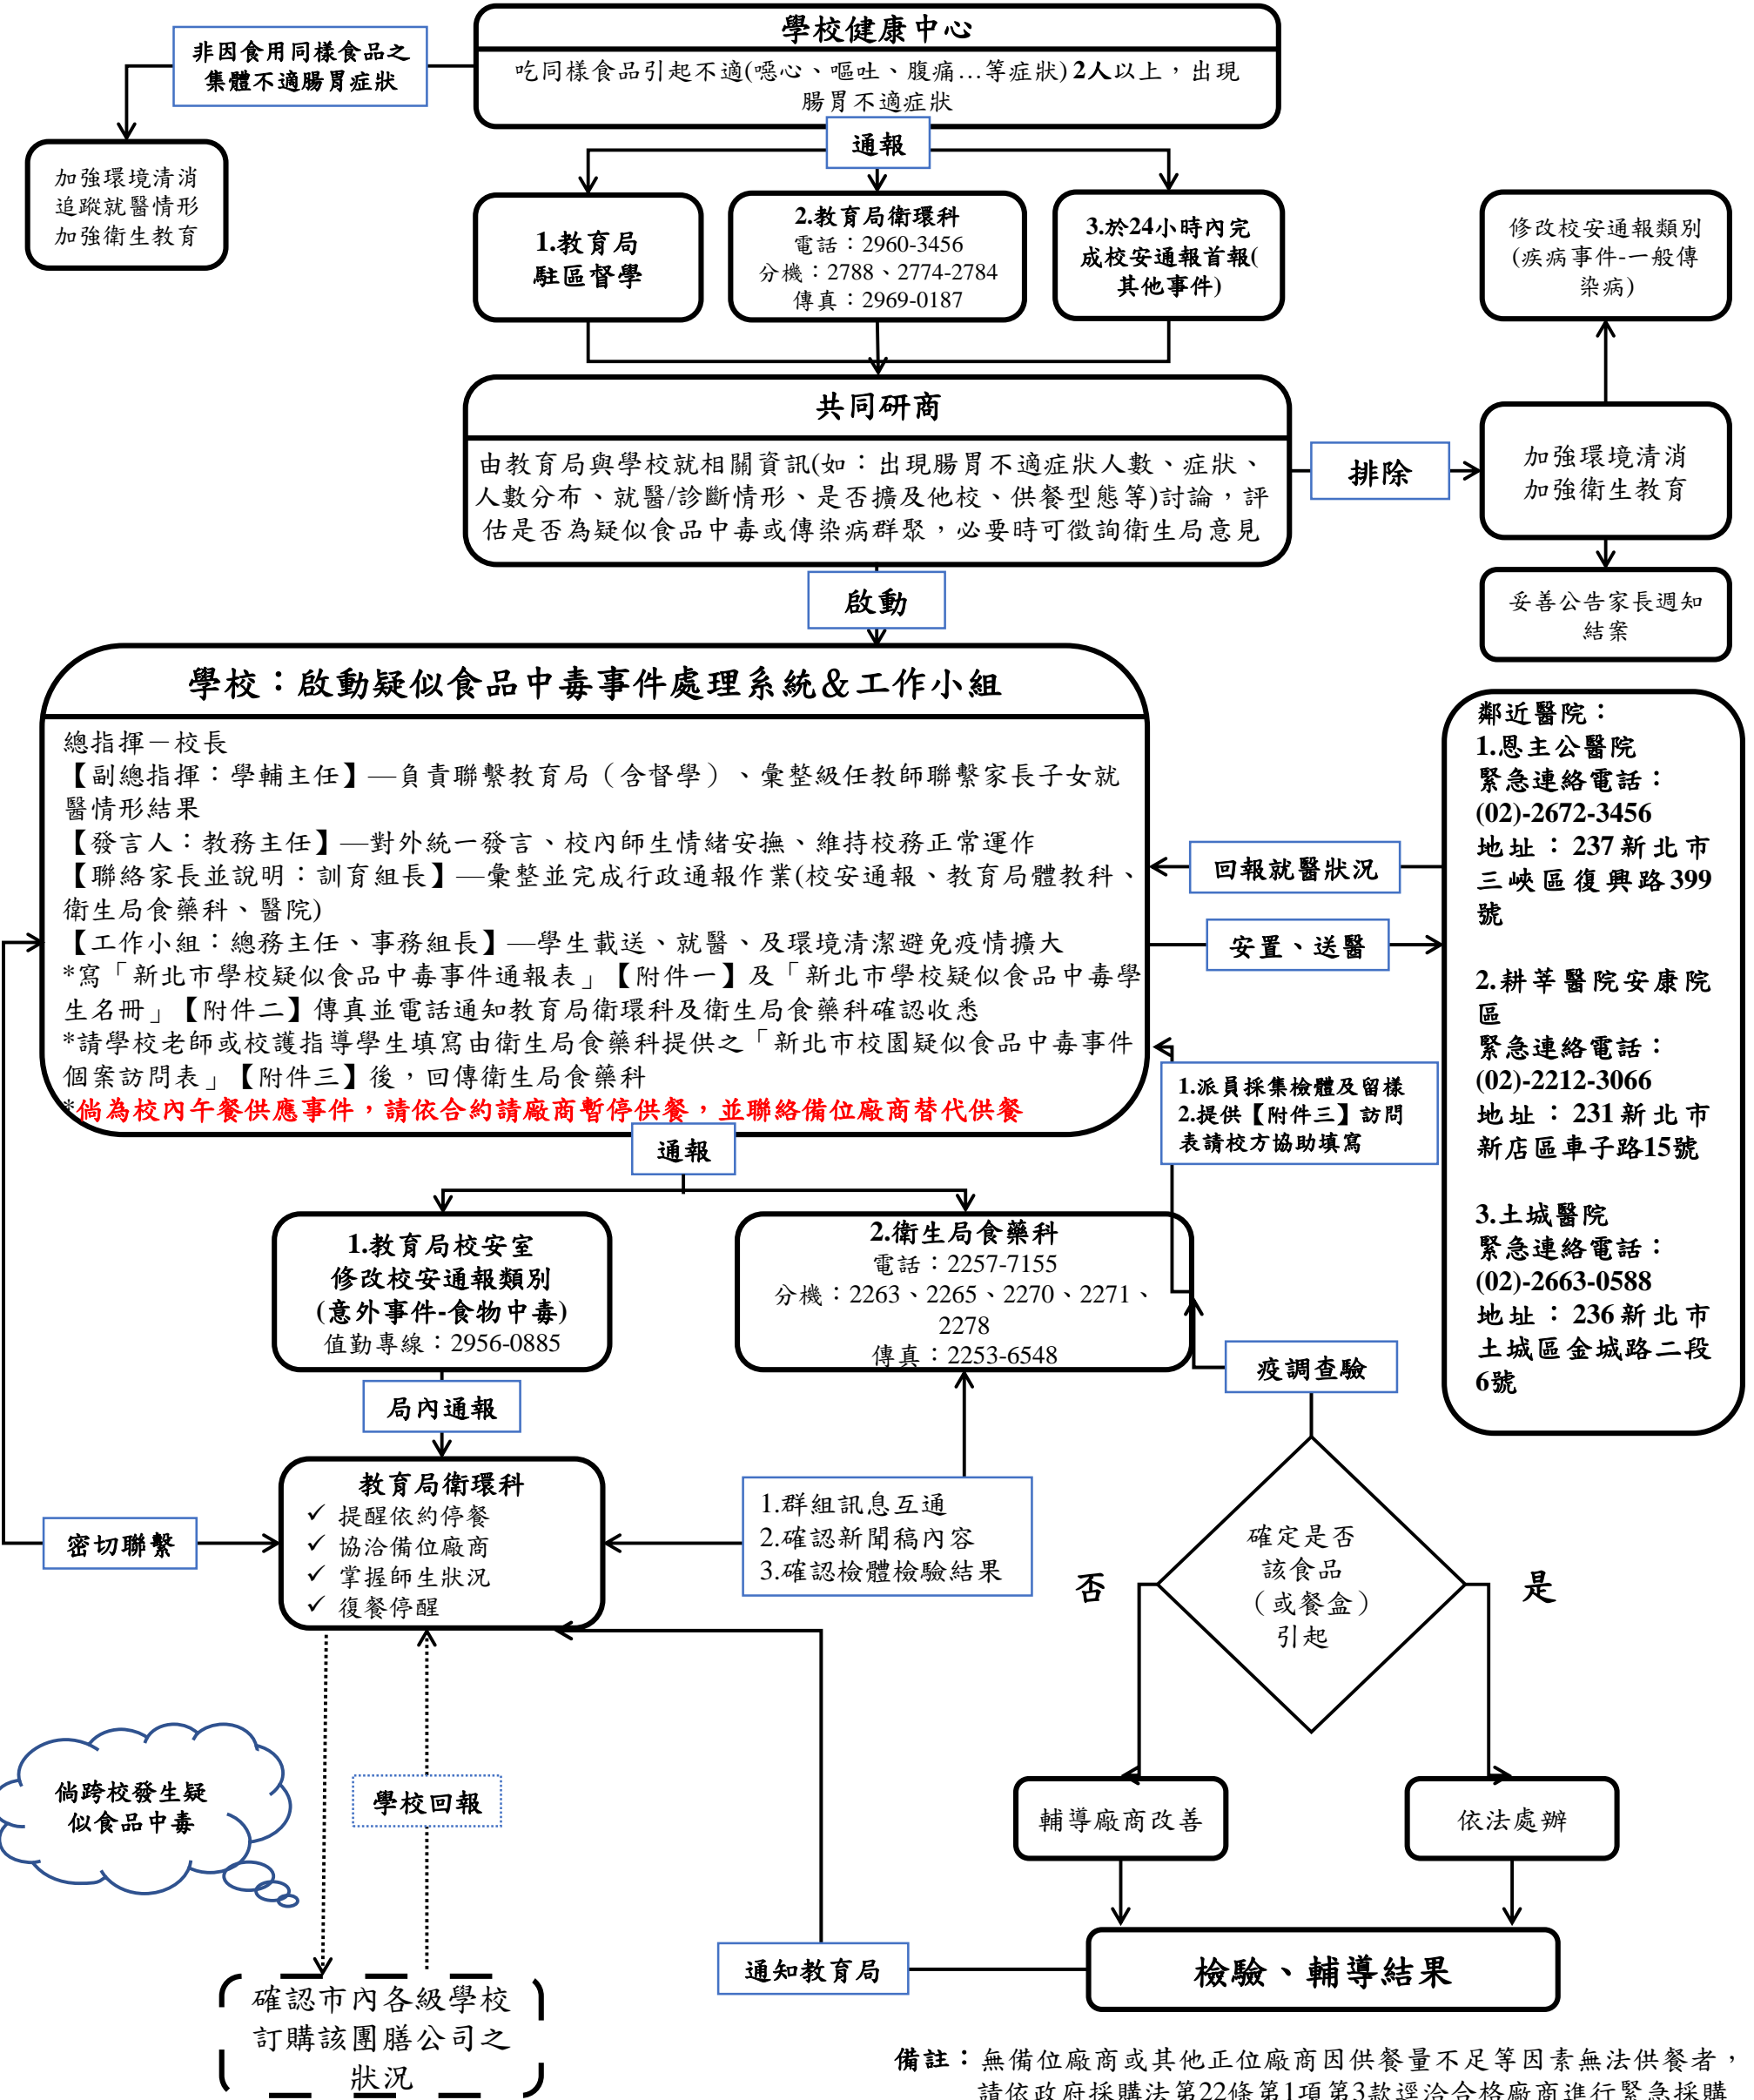 學校健康中心
吃同樣食品引起不適(噁心、嘔吐、腹痛…等症狀) 2人以上，出現
腸胃不適症狀
非因食用同樣食品之
集體不適腸胃症狀
加強環境清消
追蹤就醫情形
加強衛生教育
通報
1.教育局
駐區督學
2.教育局衛環科
電話：2960-3456
分機：2788、2774-2784
傳真：2969-0187
3.於24小時內完
成校安通報首報(
其他事件)
修改校安通報類別
(疾病事件-一般傳
染病)
共同研商
由教育局與學校就相關資訊(如：出現腸胃不適症狀人數、症狀、
人數分布、就醫/診斷情形、是否擴及他校、供餐型態等)討論，評
估是否為疑似食品中毒或傳染病群聚，必要時可徵詢衛生局意見
排除
加強環境清消
加強衛生教育
妥善公告家長週知
結案
啟動
學校：啟動疑似食品中毒事件處理系統&工作小組
總指揮－校長
【副總指揮：學輔主任】—負責聯繫教育局（含督學）、彙整級任教師聯繫家長子女就
醫情形結果
【發言人：教務主任】—對外統一發言、校內師生情緒安撫、維持校務正常運作
【聯絡家長並說明：訓育組長】—彙整並完成行政通報作業(校安通報、教育局體教科、
衛生局食藥科、醫院)
【工作小組：總務主任、事務組長】—學生載送、就醫、及環境清潔避免疫情擴大
*寫「新北市學校疑似食品中毒事件通報表」【附件一】及「新北市學校疑似食品中毒學
生名冊」【附件二】傳真並電話通知教育局衛環科及衛生局食藥科確認收悉
*請學校老師或校護指導學生填寫由衛生局食藥科提供之「新北市校園疑似食品中毒事件
個案訪問表」【附件三】後，回傳衛生局食藥科
*倘為校內午餐供應事件，請依合約請廠商暫停供餐，並聯絡備位廠商替代供餐
回報就醫狀況
安置、送醫
鄰近醫院：
1.恩主公醫院
緊急連絡電話：
(02)-2672-3456
地址：237新北市
三峽區復興路399
號
2.耕莘醫院安康院
區
緊急連絡電話：
(02)-2212-3066
地址：231新北市
新店區車子路15號
3.土城醫院
緊急連絡電話：
(02)-2663-0588
地址：236新北市
土城區金城路二段
6號
1.派員採集檢體及留樣
2.提供【附件三】訪問
表請校方協助填寫
通報
1.教育局校安室
修改校安通報類別
(意外事件-食物中毒)
值勤專線：2956-0885
2.衛生局食藥科
電話：2257-7155
分機：2263、2265、2270、2271、
2278
傳真：2253-6548
疫調查驗
局內通報
教育局衛環科
✓ 提醒依約停餐
✓ 協洽備位廠商
✓ 掌握師生狀況
✓ 復餐停醒
密切聯繫
1.群組訊息互通
2.確認新聞稿內容
3.確認檢體檢驗結果
確定是否
該食品
（或餐盒）
引起
否
是
倘跨校發生疑
似食品中毒
學校回報
輔導廠商改善
依法處辦
通知教育局
檢驗、輔導結果
確認市內各級學校
訂購該團膳公司之
狀況
備註：無備位廠商或其他正位廠商因供餐量不足等因素無法供餐者，
請依政府採購法第22條第1項第3款逕洽合格廠商進行緊急採購